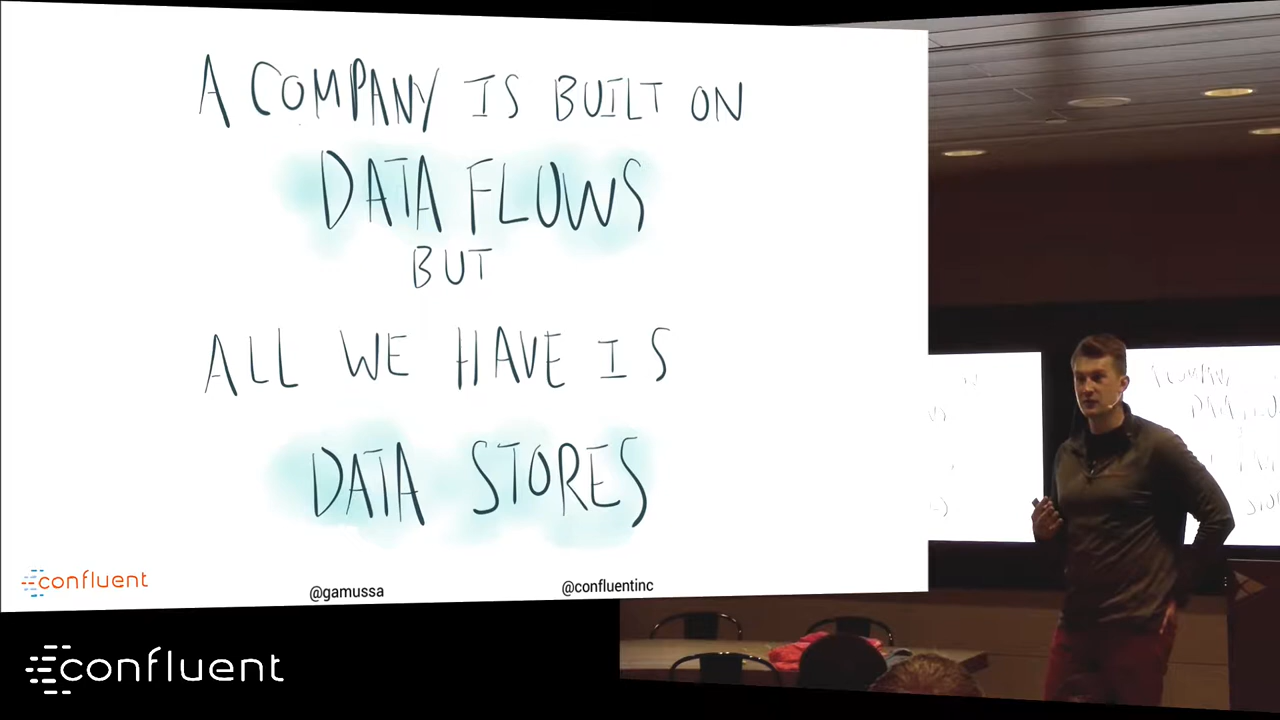 A COMPANY IS BUILT ON
DATA FLOWS
BUT
ALL WE HAVE IS
DATA STORES
confluent
@gamussa
@confluentinc
confluent